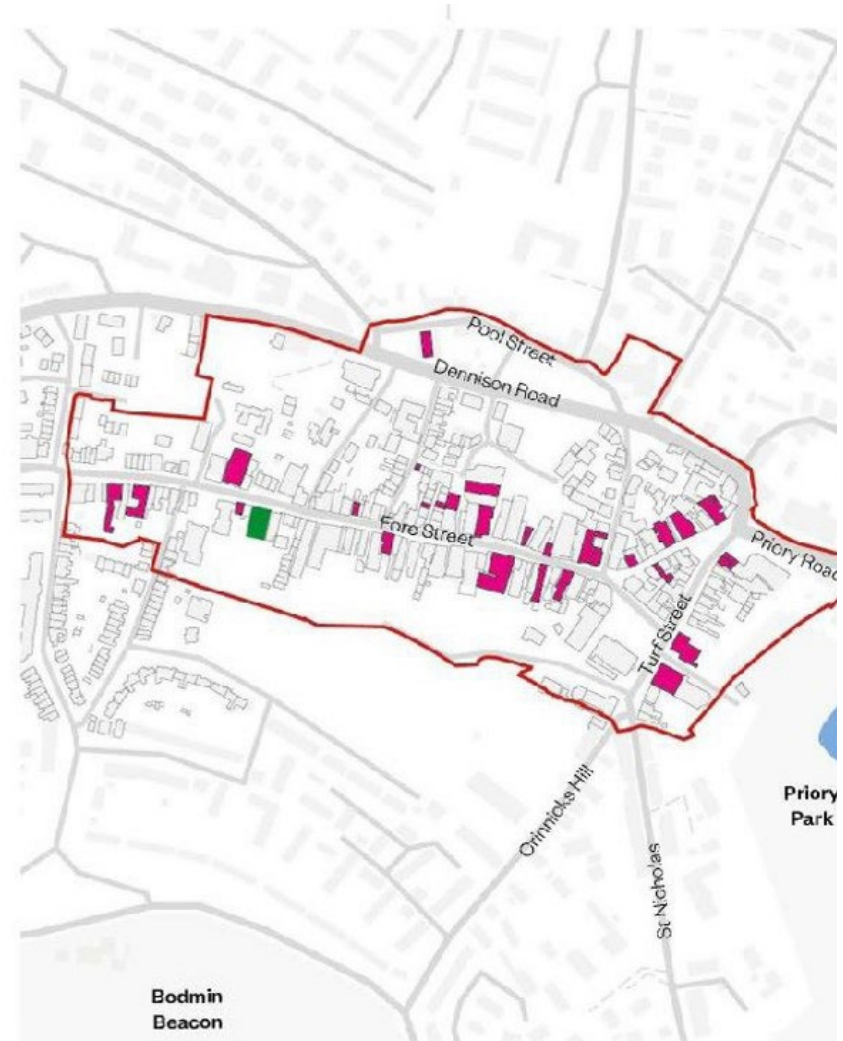 Pool Street
Dennison Road
Fore Street
Priory Road
Turf Street
Priory
Park
Crinnicks Hill
St Nicholas
Bodmin
Beacon